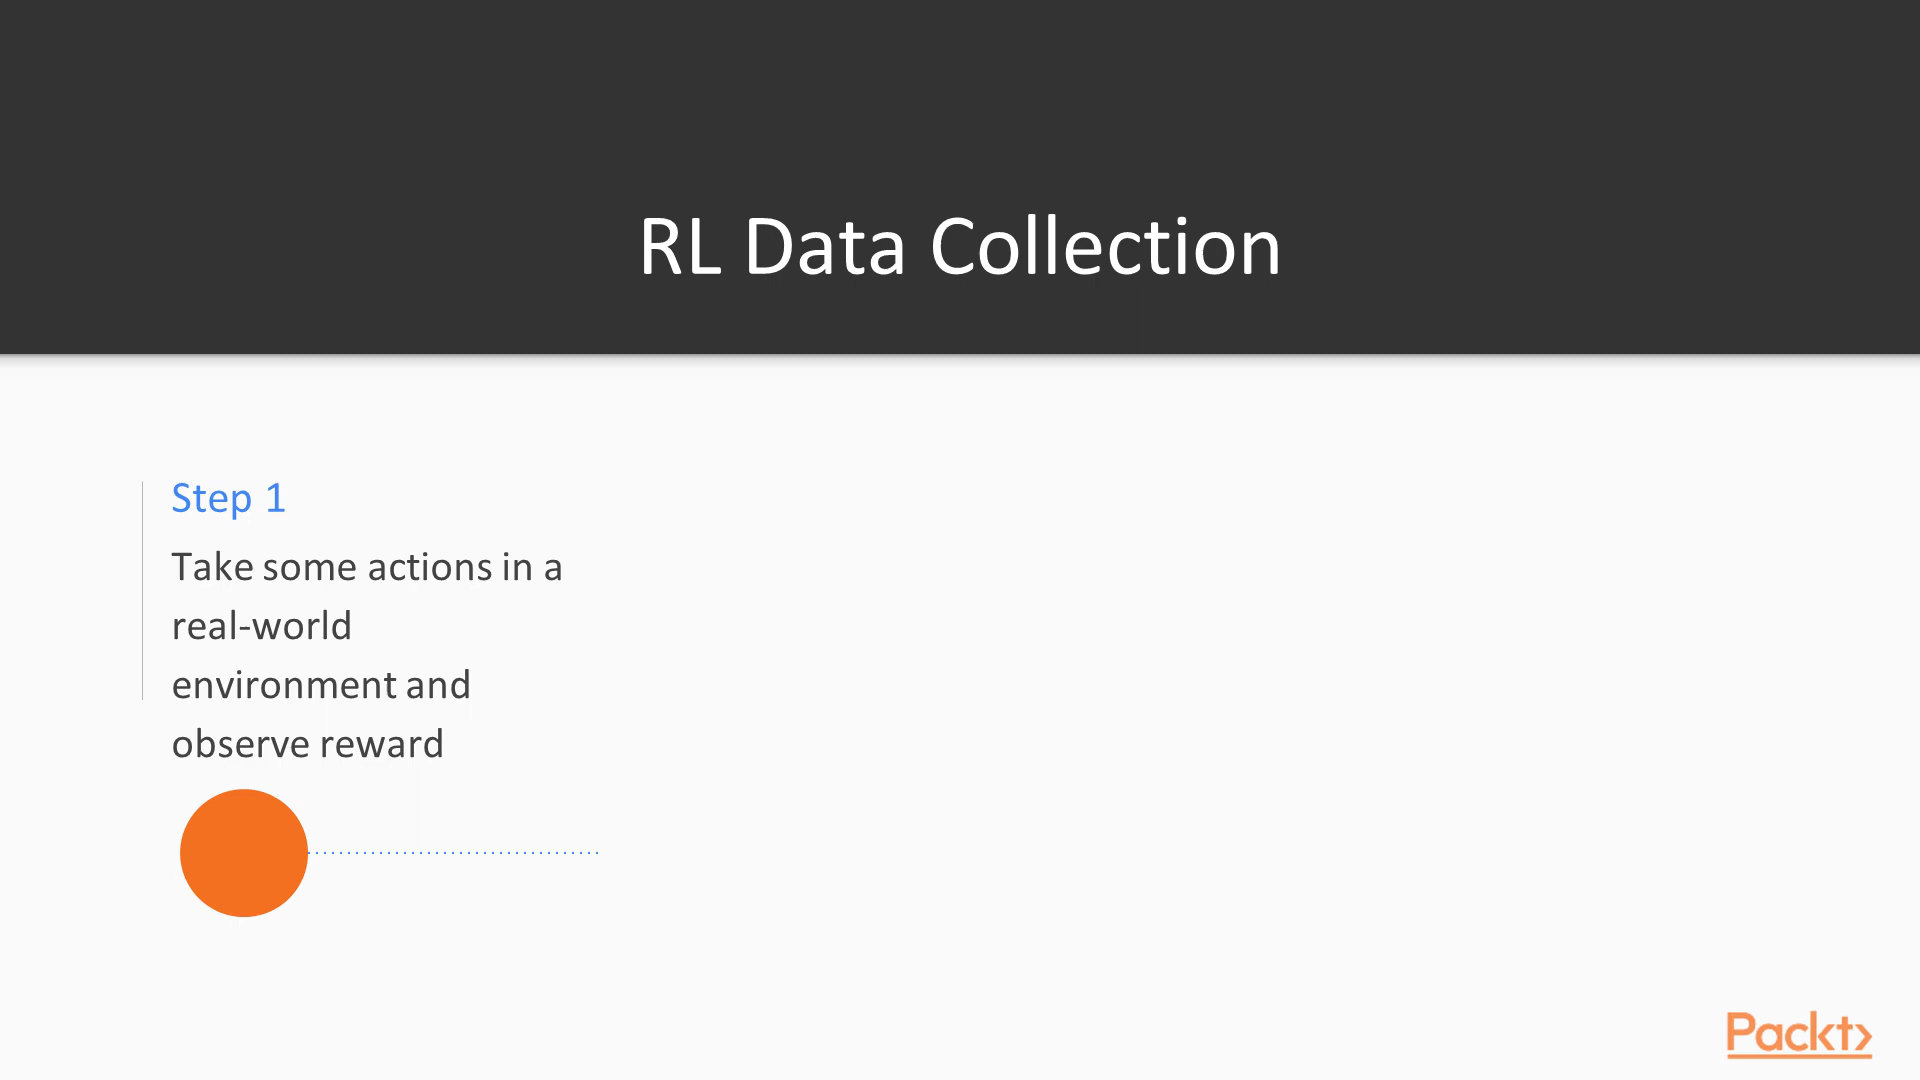 RL Data Collection
Step 1
Take some actions in a
real-world
environment and
observe reward
Packt>